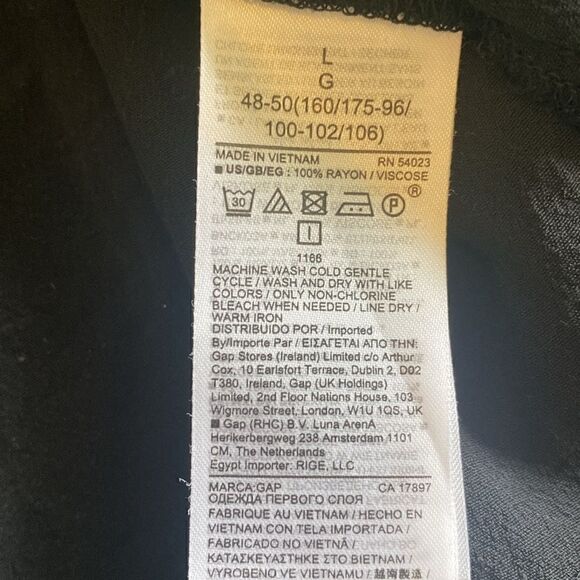 L
G
48-50(160/175-96/
100-102/106)
MADE IN VIETNAM RN 54023
■ US/GB/EG : 100% RAYON / VISCOSE
30 P ®
1166
MACHINE WASH COLD GENTLE
CYCLE / WASH AND DRY WITH LIKE
COLORS / ONLY NON-CHLORINE
BLEACH WHEN NEEDED / LINE DRY /
WARM IRON
DISTRIBUIDO POR / Imported
By/Importe Par / ΕΙΣΑΓΕΤΑΙ ΑΠΟ ΤΗΝ:
Gap Stores (Ireland) Limited c/o Arthur
Cox, 10 Earlsfort Terrace, Dublin 2, D02
T380, Ireland, Gap (UK Holdings)
Limited, 2nd Floor Nations House, 103
Wigmore Street, London, W1U 1QS, UK
■ Gap (RHC) B.V. Luna ArenA
Herikerbergweg 238 Amsterdam 1101
CM, The Netherlands
Egypt Importer: RIGE, LLC
MARCA:GAP CA 17897
ОДЕЖДА ПЕРВОГО СЛОЯ
FABRIQUÉ AU VIETNAM / HECHO EN
VIETNAM CON TELA IMPORTADA /
FABRICADO NO VIETNÃ /
ΚΑΤΑΣΚΕΥΑΣΤΗΚΕ ΣΤΟ ΒΙΕΤΝΑΜ /
VYROBENO VE VIETNAMU / 越南製造 /